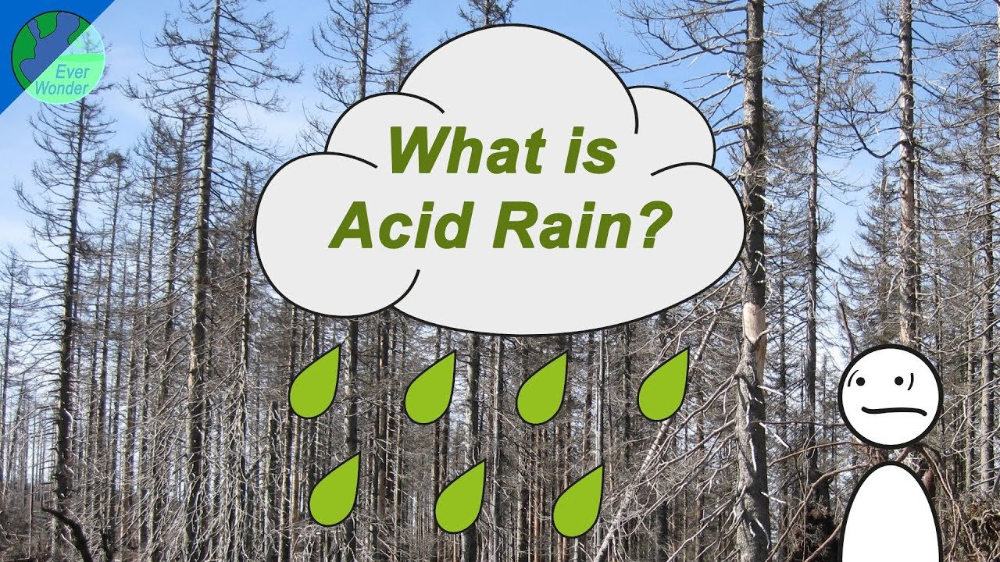 Ever
Wonder
What is
Acid Rain?